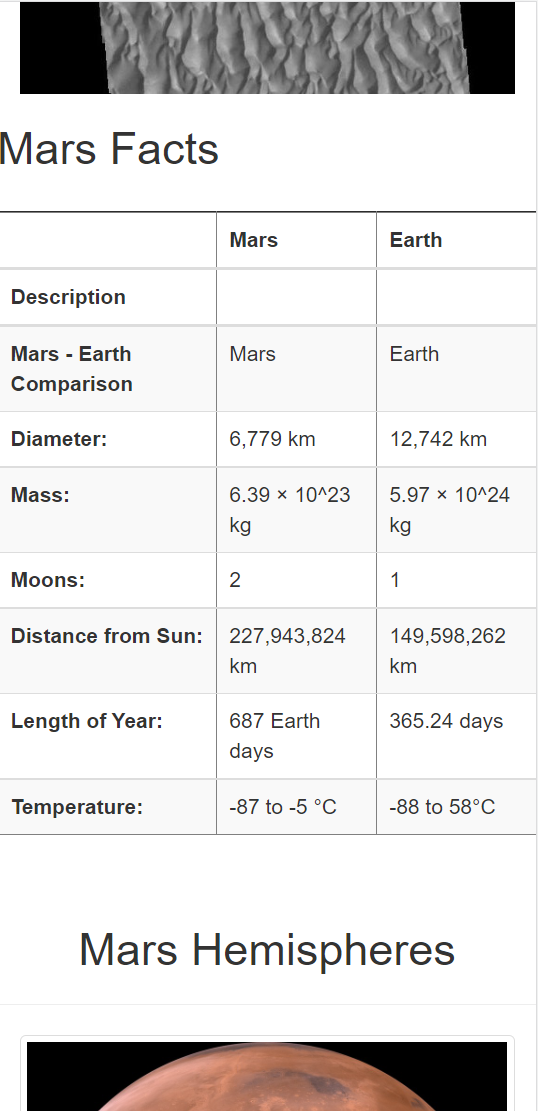 Mars Facts
Mars Earth
Description
Mars - Earth Mars Earth
Comparison
Diameter: 6,779 km 12,742 km
Mass: 6.39 × 10^23 5.97 × 10^24
kg kg
Moons: 2 1
Distance from Sun: 227,943,824 149,598,262
km km
Length of Year: 687 Earth 365.24 days
days
Temperature: -87 to -5 °C -88 to 58°C
Mars Hemispheres